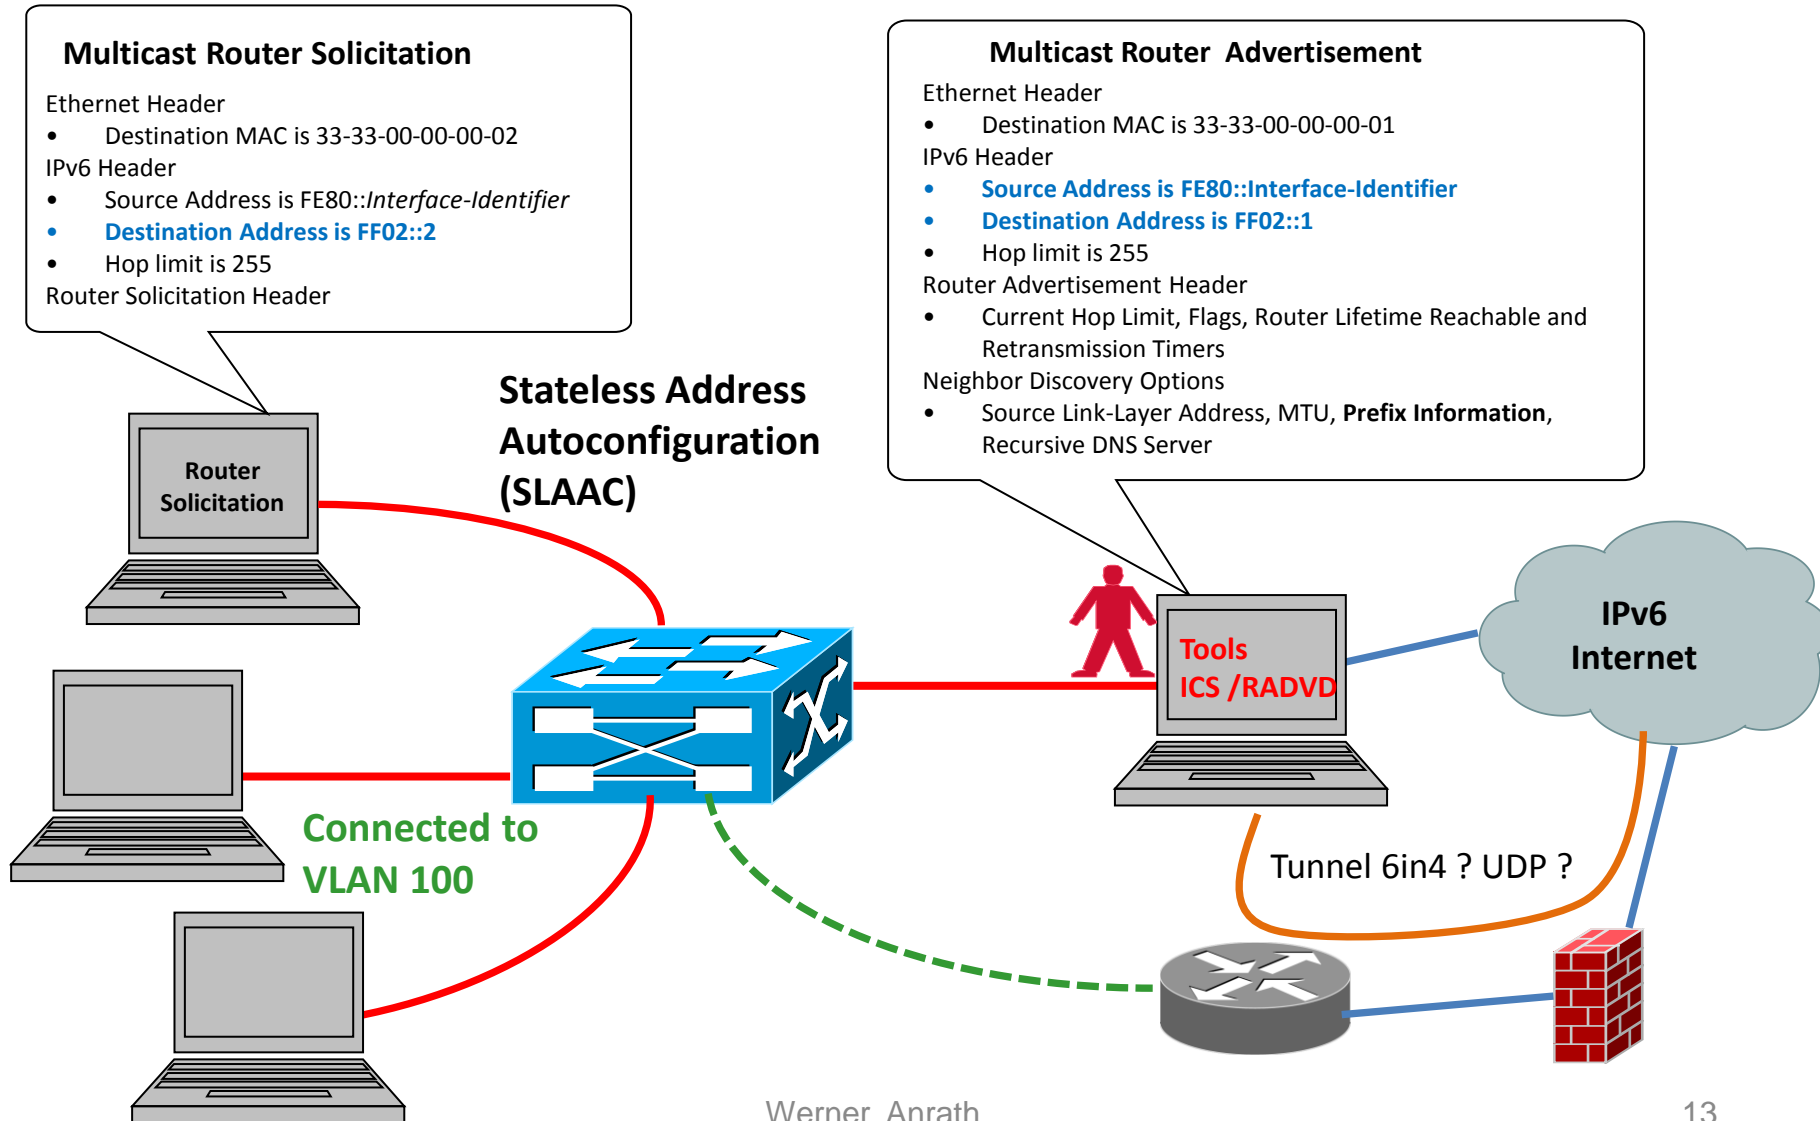 Multicast Router Solicitation
Ethernet Header
• Destination MAC is 33-33-00-00-00-02
IPv6 Header
• Source Address is FE80::Interface-Identifier
• Destination Address is FF02::2
• Hop limit is 255
Router Solicitation Header
Multicast Router Advertisement
Ethernet Header
• Destination MAC is 33-33-00-00-00-01
IPv6 Header
• Source Address is FE80::Interface-Identifier
• Destination Address is FF02::1
• Hop limit is 255
Router Advertisement Header
• Current Hop Limit, Flags, Router Lifetime Reachable and
Retransmission Timers
Neighbor Discovery Options
• Source Link-Layer Address, MTU, Prefix Information,
Recursive DNS Server
Stateless Address
Autoconfiguration
(SLAAC)
Router
Solicitation
Tools
ICS /RADVD
IPv6
Internet
Connected to
VLAN 100
Tunnel 6in4 ? UDP ?
Werner Anrath
13